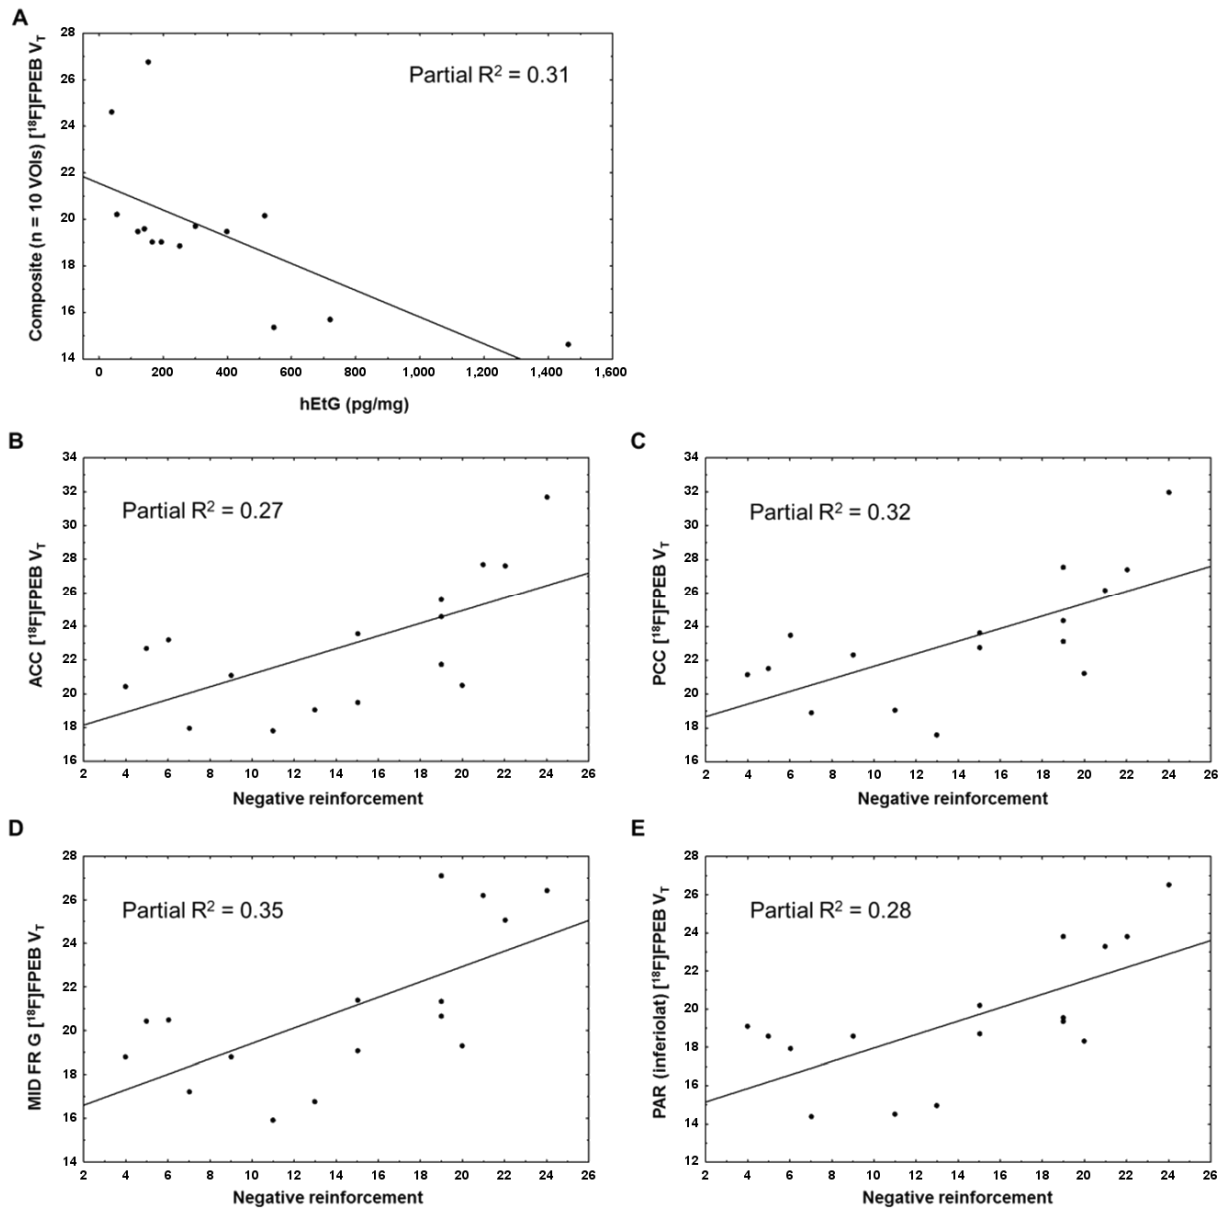 A
Composite (n = 10 VOIs) [¹⁸F]FPEB V_T
28
26
24
22
20
18
16
14
Partial R² = 0.31
0 200 400 600 800 1,000 1,200 1,400 1,600
hEtG (pg/mg)
B
ACC [¹⁸F]FPEB V_T
34
32
30
28
26
24
22
20
18
16
Partial R² = 0.27
2 4 6 8 10 12 14 16 18 20 22 24 26
Negative reinforcement
C
PCC [¹⁸F]FPEB V_T
34
32
30
28
26
24
22
20
18
16
Partial R² = 0.32
2 4 6 8 10 12 14 16 18 20 22 24 26
Negative reinforcement
D
MID FR G [¹⁸F]FPEB V_T
28
26
24
22
20
18
16
14
Partial R² = 0.35
2 4 6 8 10 12 14 16 18 20 22 24 26
Negative reinforcement
E
PAR (inferiolat) [¹⁸F]FPEB V_T
28
26
24
22
20
18
16
14
12
Partial R² = 0.28
2 4 6 8 10 12 14 16 18 20 22 24 26
Negative reinforcement